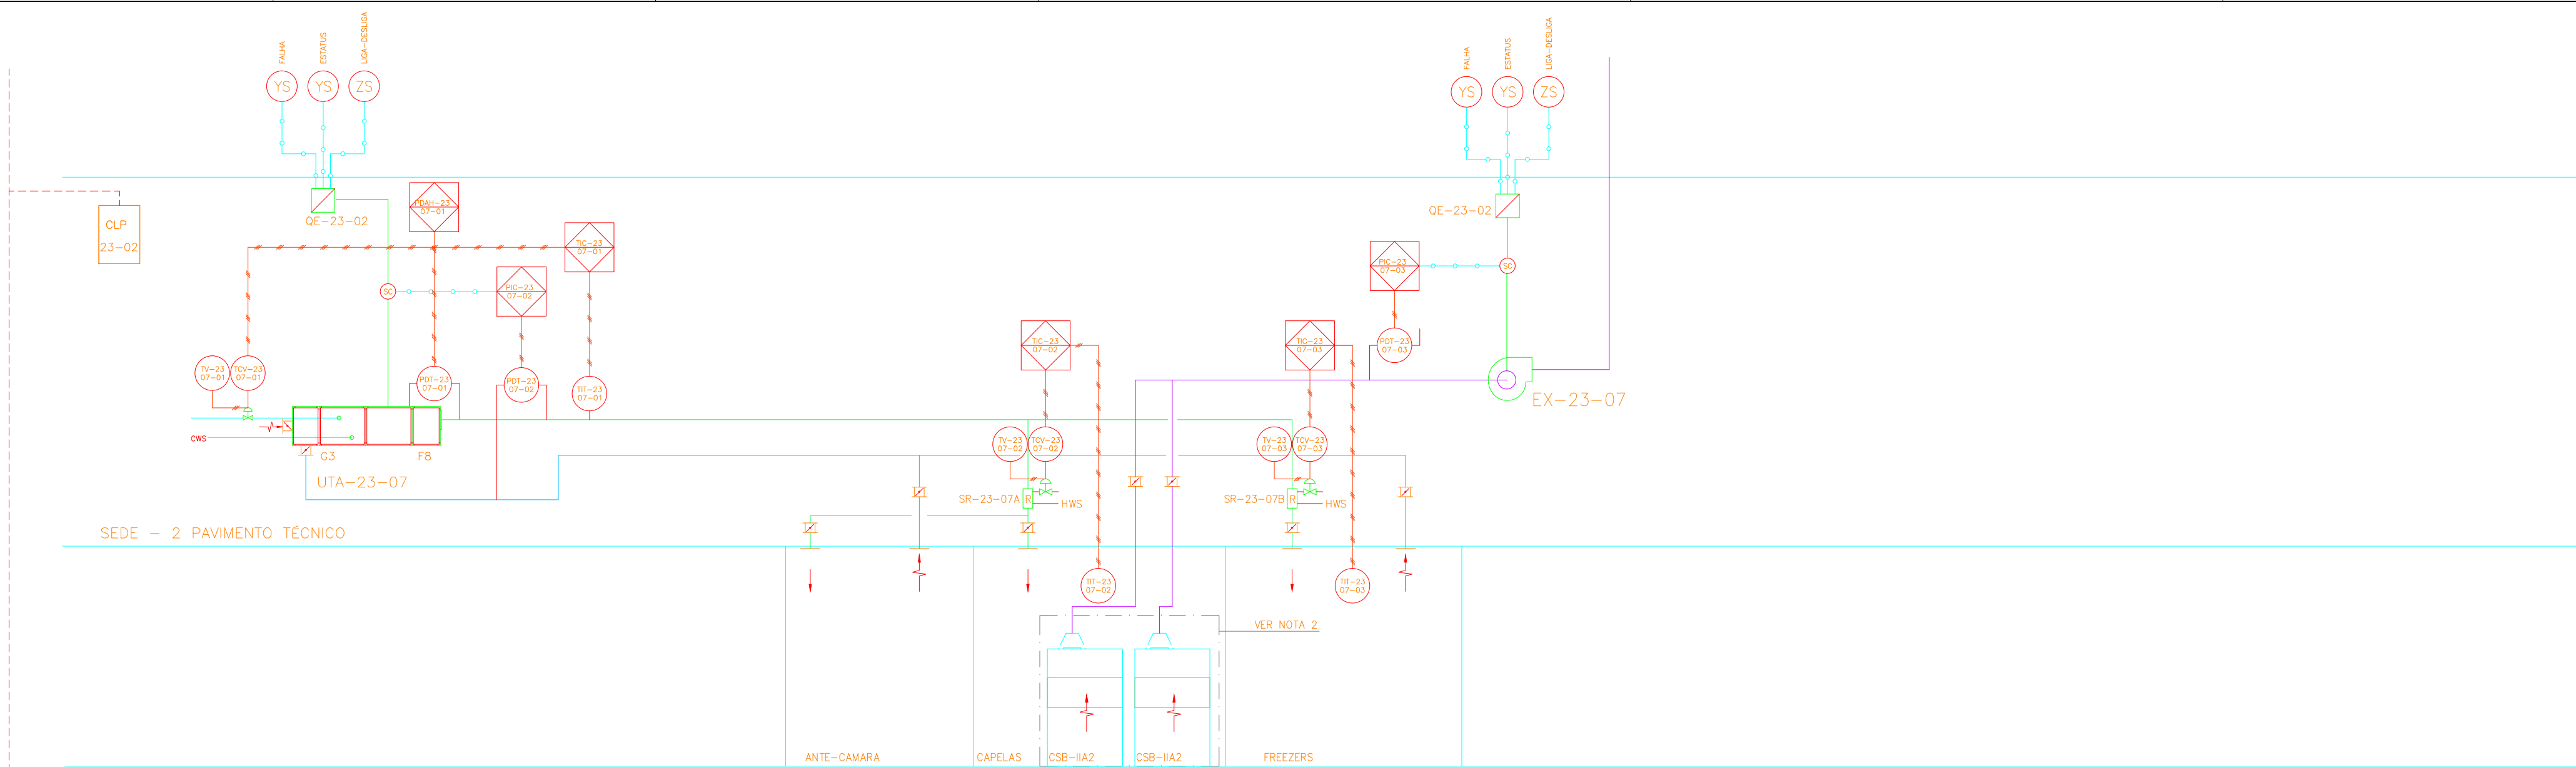 FALHA
ESTATUS
LIGA-DESLIGA
YS
YS
ZS
FALHA
ESTATUS
LIGA-DESLIGA
YS
YS
ZS
CLP
23-02
QE-23-02
PDAH-23
07-01
TIC-23
07-01
SC
PIC-23
07-02
QE-23-02
PIC-23
07-03
SC
TV-23
07-01
TCV-23
07-01
PDT-23
07-01
PDT-23
07-02
TIT-23
07-01
TIC-23
07-02
TIC-23
07-03
PDT-23
07-03
EX-23-07
CWS
G3
F8
UTA-23-07
TV-23
07-02
TCV-23
07-02
TV-23
07-03
TCV-23
07-03
SR-23-07A
R
HWS
SR-23-07B
R
HWS
SEDE - 2 PAVIMENTO TÉCNICO
TIT-23
07-02
TIT-23
07-03
VER NOTA 2
ANTE-CAMARA
CAPELAS
CSB-IIA2
CSB-IIA2
FREEZERS